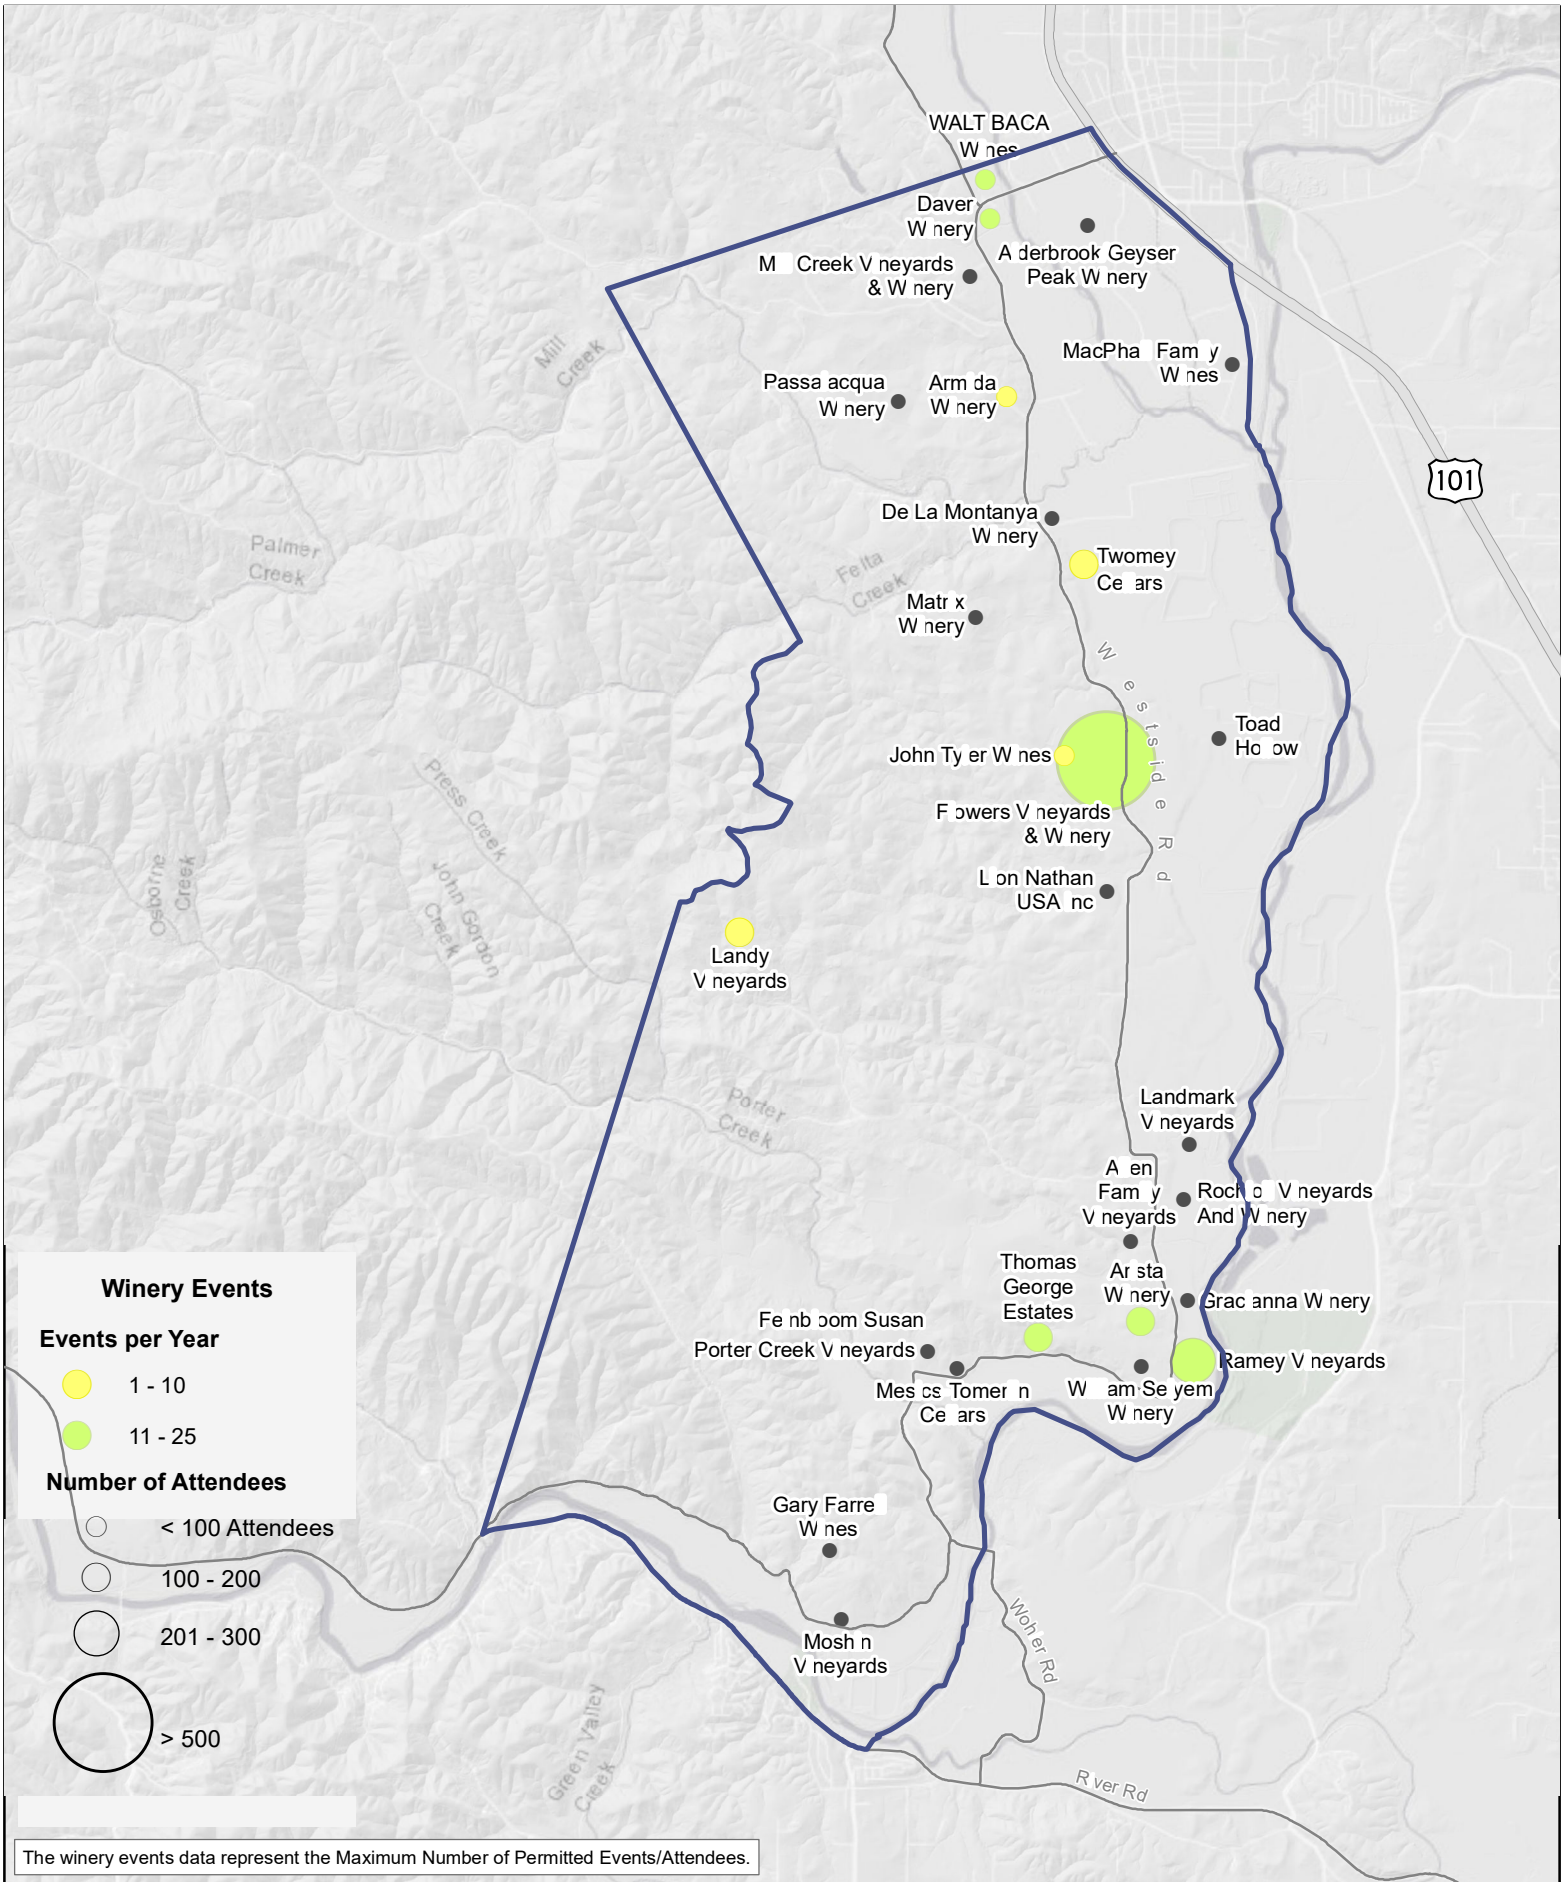 WALT BACA
W nes
Daver
W nery
A derbrook Geyser
Peak W nery
M   Creek V neyards
& W nery
MacPha   Fam y
W nes
Mill
Creek
Passa acqua
W nery
Arm da
W nery
101
De La Montanya
W nery
Palmer
Creek
Twomey
Ce  ars
Felta
Creek
Matr x
W nery
Westside Rd
Toad
Ho ow
John Ty er W nes
F owers V neyards
& W nery
Press Creek
L on Nathan
USA nc
Osborne
Creek
John Gordon
Creek
Landy
V neyards
Porter
Creek
Landmark
V neyards
A en
Fam y
V neyards
Roch o  V neyards
And W nery
Thomas
George
Estates
Ar sta
W nery
Grac anna W nery
Fe nb oom Susan
Porter Creek V neyards
Ramey V neyards
Mes cs Tomer n
Ce ars
W  am Se yem
W nery
Gary Farre
W nes
Mosh n
V neyards
Woh er Rd
Green Valley
Creek
R ver Rd
Winery Events
Events per Year
1 - 10
11 - 25
Number of Attendees
< 100 Attendees
100 - 200
201 - 300
> 500
The winery events data represent the Maximum Number of Permitted Events/Attendees.